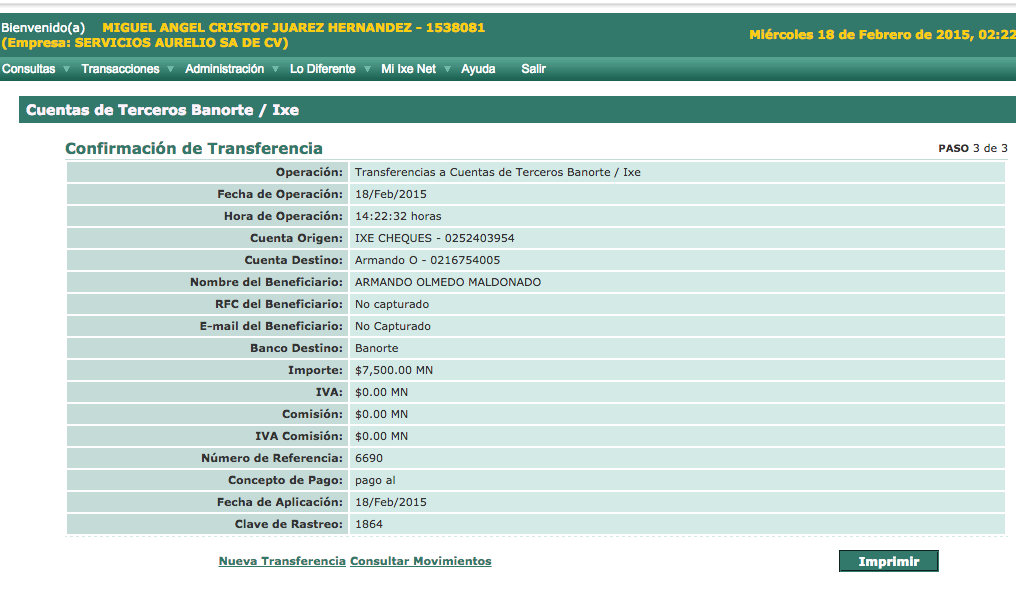 Bienvenido(a) MIGUEL ANGEL CRISTOF JUAREZ HERNANDEZ - 1538081
(Empresa: SERVICIOS AURELIO SA DE CV)
Miércoles 18 de Febrero de 2015, 02:22
Consultas Transacciones Administración Lo Diferente Mi Ixe Net Ayuda Salir
Cuentas de Terceros Banorte / Ixe
Confirmación de Transferencia PASO 3 de 3
Operación: Transferencias a Cuentas de Terceros Banorte / Ixe
Fecha de Operación: 18/Feb/2015
Hora de Operación: 14:22:32 horas
Cuenta Origen: IXE CHEQUES - 0252403954
Cuenta Destino: Armando O - 0216754005
Nombre del Beneficiario: ARMANDO OLMEDO MALDONADO
RFC del Beneficiario: No capturado
E-mail del Beneficiario: No Capturado
Banco Destino: Banorte
Importe: $7,500.00 MN
IVA: $0.00 MN
Comisión: $0.00 MN
IVA Comisión: $0.00 MN
Número de Referencia: 6690
Concepto de Pago: pago al
Fecha de Aplicación: 18/Feb/2015
Clave de Rastreo: 1864
Nueva Transferencia Consultar Movimientos Imprimir